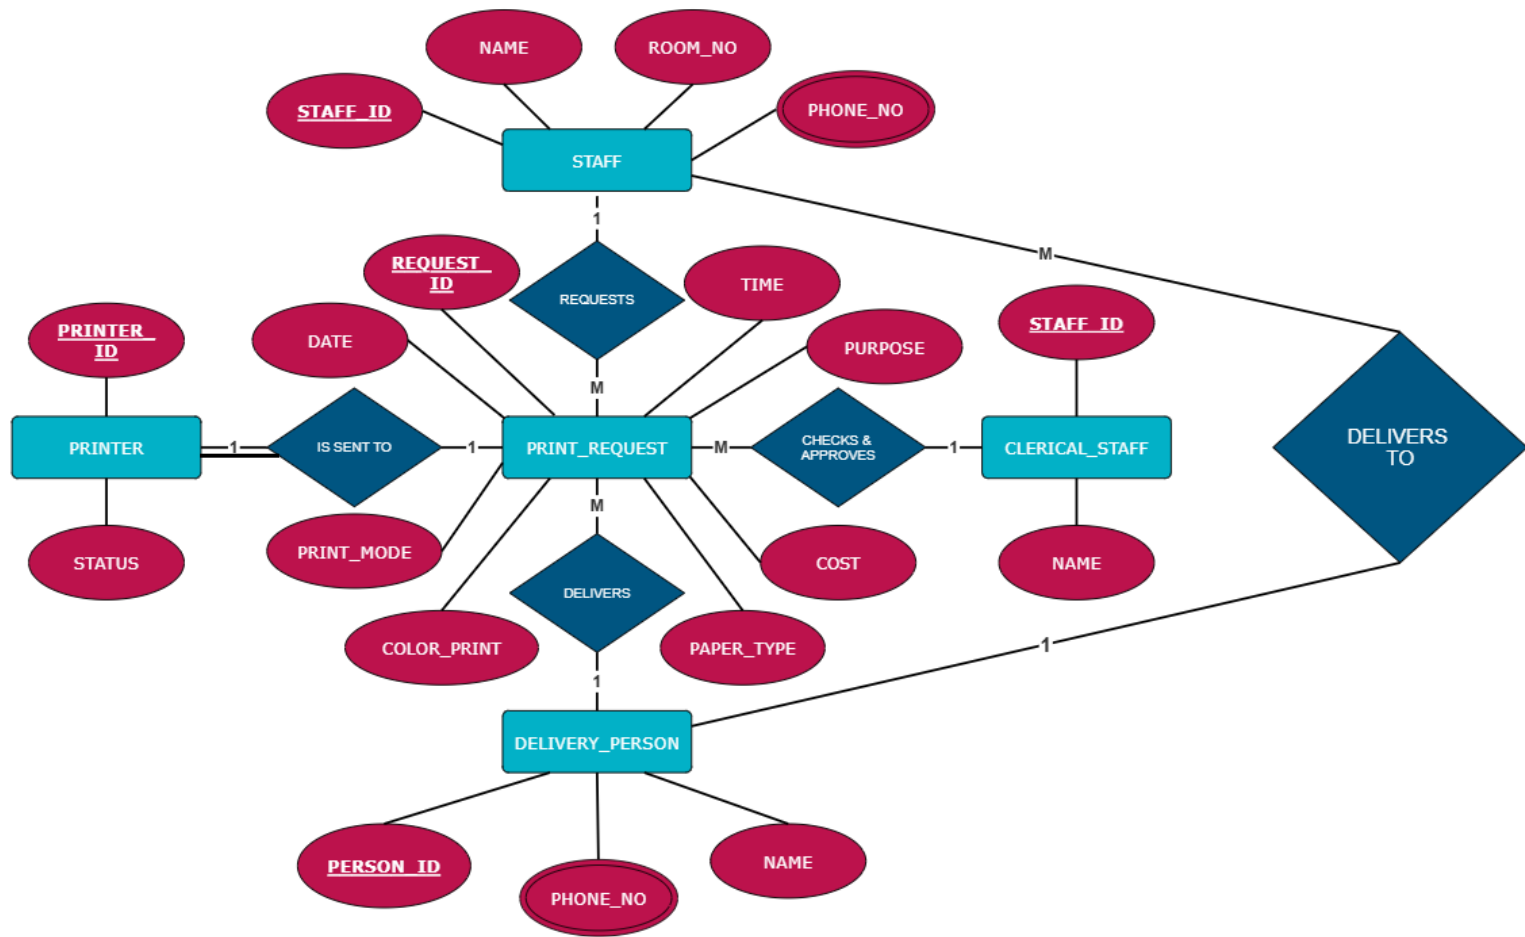 NAME
ROOM_NO
STAFF_ID
PHONE_NO
STAFF
1
M
REQUEST_
ID
TIME
REQUESTS
STAFF_ID
PRINTER_
ID
DATE
PURPOSE
M
PRINTER
1
IS SENT TO
1
PRINT_REQUEST
M
CHECKS &
APPROVES
1
CLERICAL_STAFF
DELIVERS
TO
M
PRINT_MODE
STATUS
COST
NAME
DELIVERS
COLOR_PRINT
PAPER_TYPE
1
1
DELIVERY_PERSON
PERSON_ID
PHONE_NO
NAME